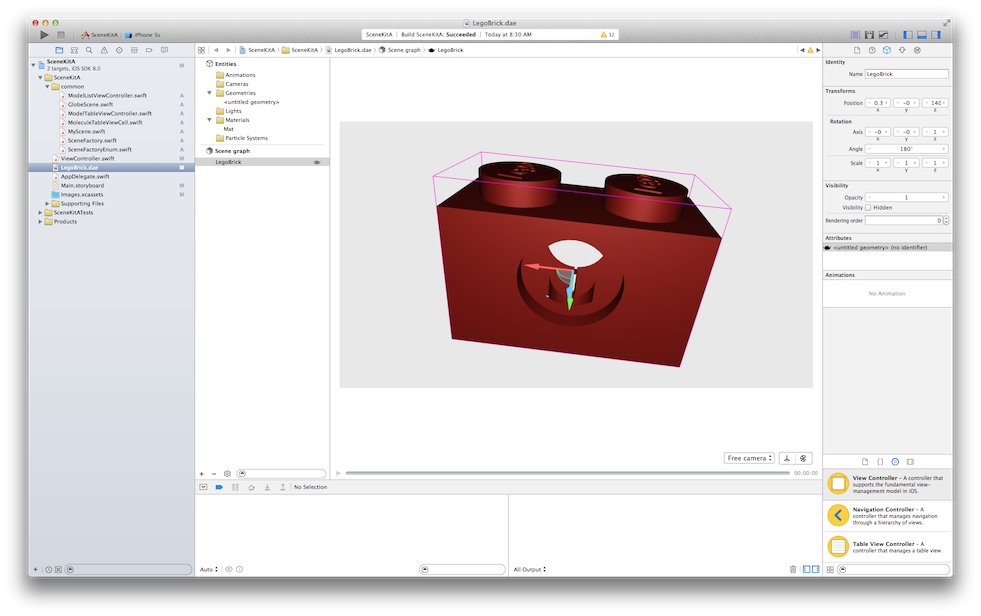 LegoBrick.dae
SceneKitA
iPhone 5s
SceneKitA | Build SceneKitA: Succeeded | Today at 8:30 AM
12
SceneKitA
2 targets, iOS SDK 8.0
M
SceneKitA
common
ModelListViewController.swift A
GlobeScene.swift A
ModelTableViewController.swift A
MoleculeTableViewCell.swift A
MyScene.swift A
SceneFactory.swift A
SceneFactoryEnum.swift A
ViewController.swift M
LegoBrick.dae M
AppDelegate.swift
Main.storyboard M
Images.xcassets M
Supporting Files
SceneKitATests
Products
SceneKitA
SceneKitA
LegoBrick.dae
Scene graph
LegoBrick
Entities
Animations
Cameras
Geometries
<untitled geometry>
Lights
Materials
Mat
Particle Systems
Scene graph
LegoBrick
Free camera
00:00:00
No Selection
Auto
All Output
Identity
Name LegoBrick
Transforms
Position 0.3 -0 140
x y z
Rotation
Axis -0 -0 1
x y z
Angle 180°
Scale 1 1 1
x y z
Visibility
Opacity 1
Visibility Hidden
Rendering order 0
Attributes
<untitled geometry> (no identifier)
Animations
No Animation
View Controller - A controller that
supports the fundamental view-
management model in iOS.
Navigation Controller - A
controller that manages navigation
through a hierarchy of views.
Table View Controller - A
controller that manages a table view.